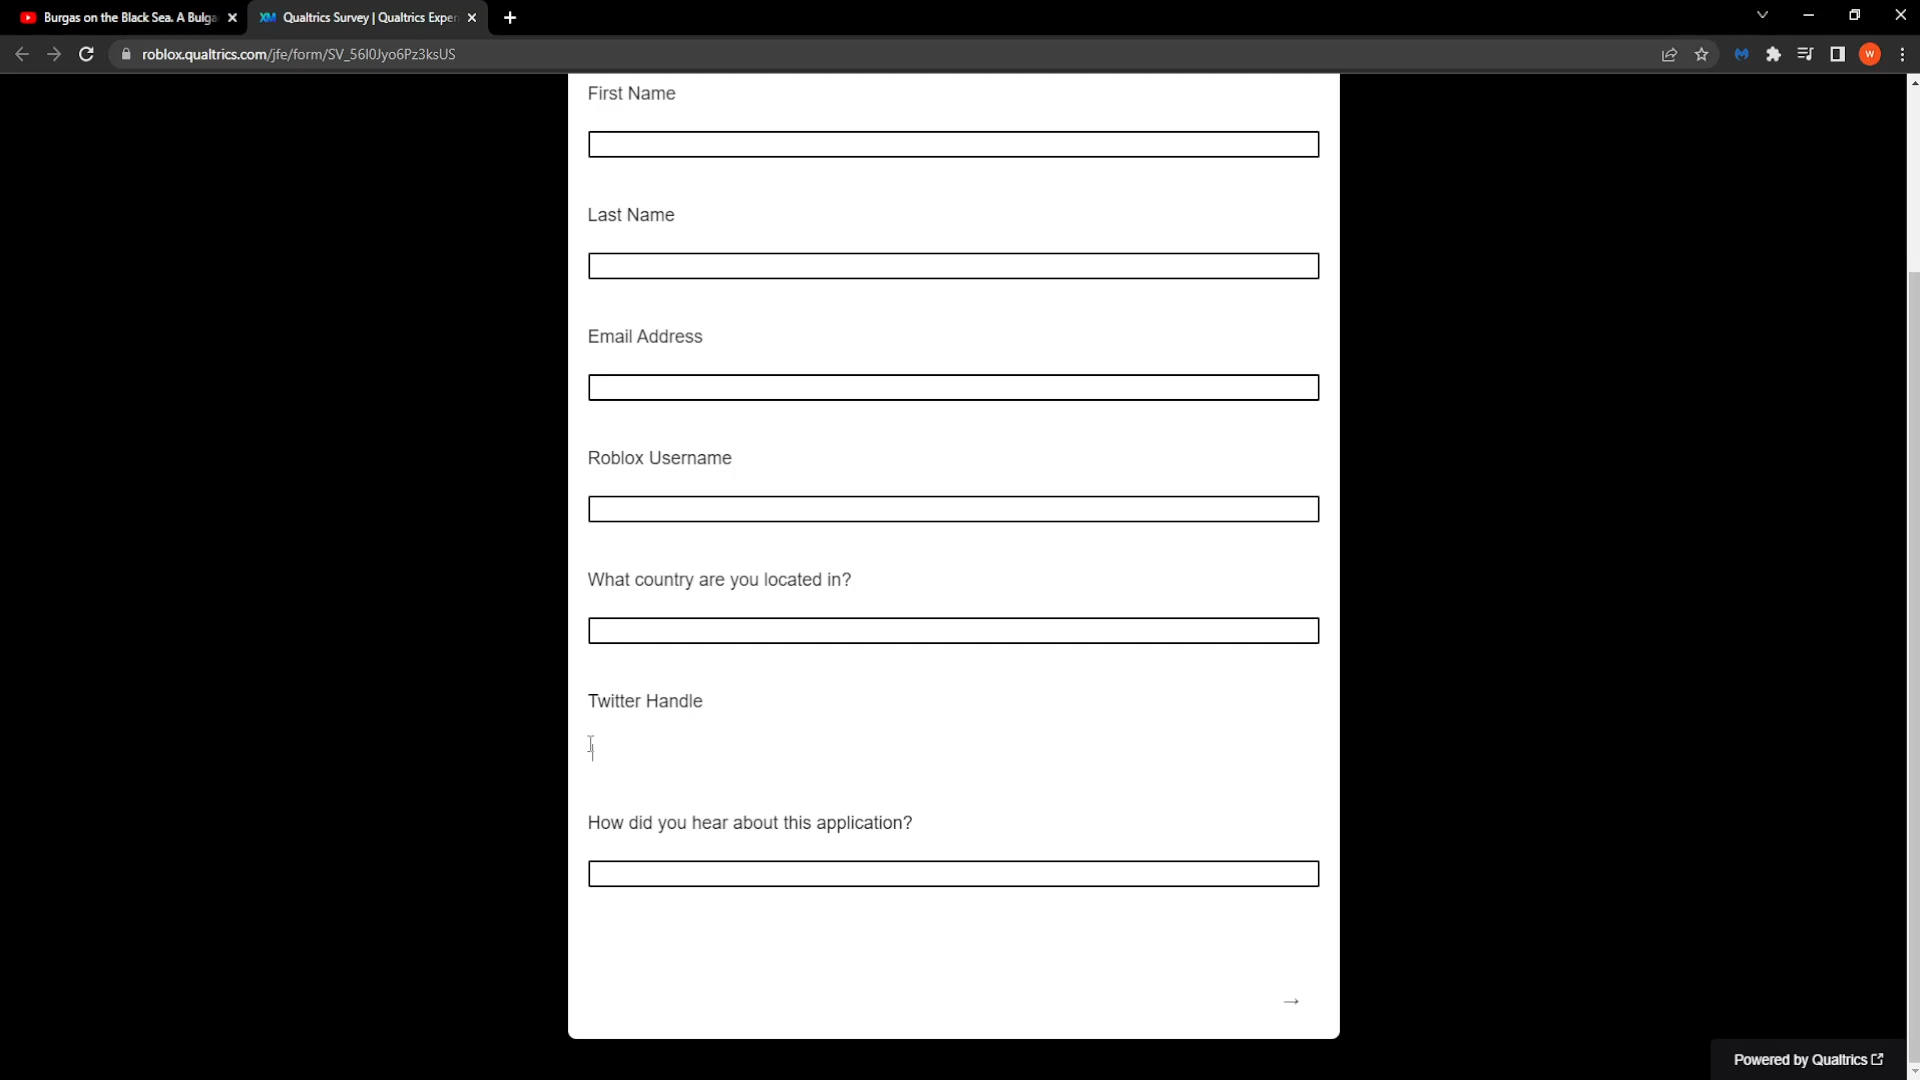 Burgas on the Black Sea. A Bulga
XM Qualtrics Survey | Qualtrics Exper
roblox.qualtrics.com/jfe/form/SV_56I0Jyo6Pz3ksUS
W
First Name
Last Name
Email Address
Roblox Username
What country are you located in?
Twitter Handle
How did you hear about this application?
→
Powered by Qualtrics